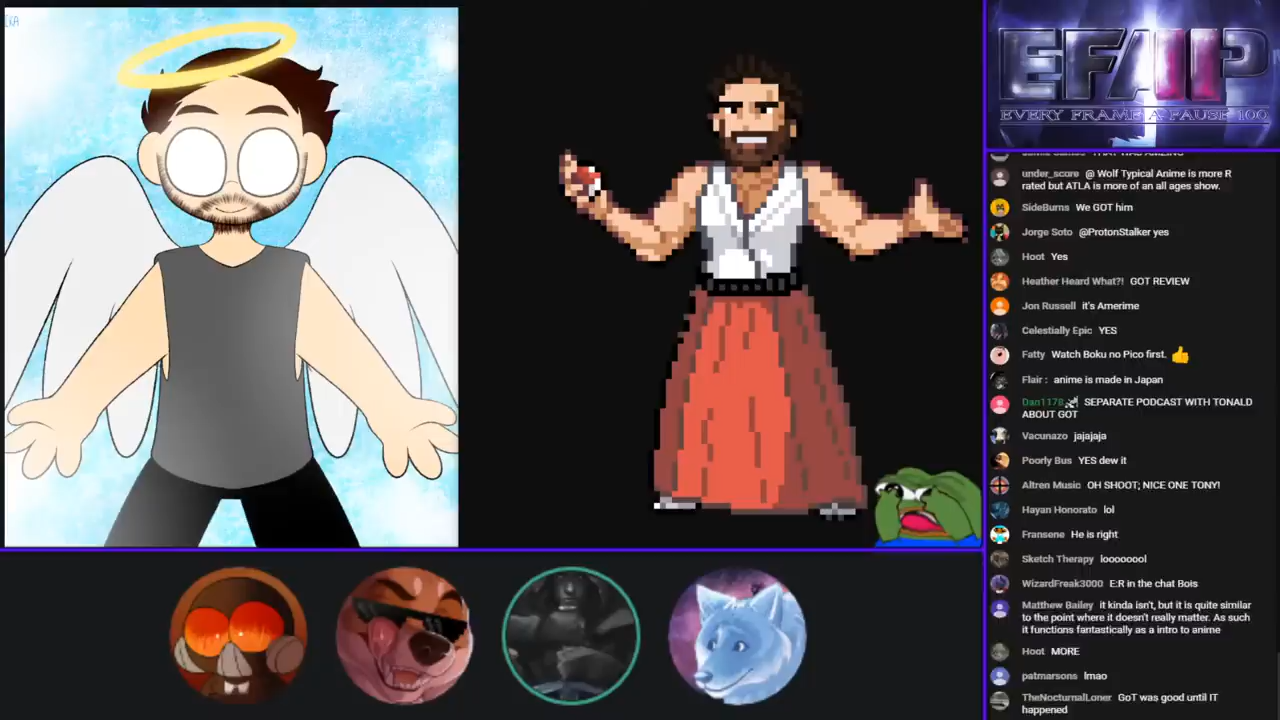 EFAP
EVERY FRAME A PAUSE 100
under_score @ Wolf Typical Anime is more R
rated but ATLA is more of an all ages show.
SideBurns We GOT him
Jorge Soto @ProtonStalker yes
Hoot Yes
Heather Heard What?! GOT REVIEW
Jon Russell it's Amerime
Celestially Epic YES
Fatty Watch Boku no Pico first. 👍
Flair : anime is made in Japan
Dan1178 SEPARATE PODCAST WITH TONALD
ABOUT GOT
Vacunazo jajajaja
Poorly Bus YES dew it
Altren Music OH SHOOT; NICE ONE TONY!
Hayan Honorato lol
Fransene He is right
Sketch Therapy loooooool
WizardFreak3000 E:R in the chat Bois
Matthew Bailey it kinda isn't, but it is quite similar
to the point where it doesn't really matter. As such
it functions fantastically as a intro to anime
Hoot MORE
patmarsons lmao
TheNocturnalLoner GoT was good until IT
happened